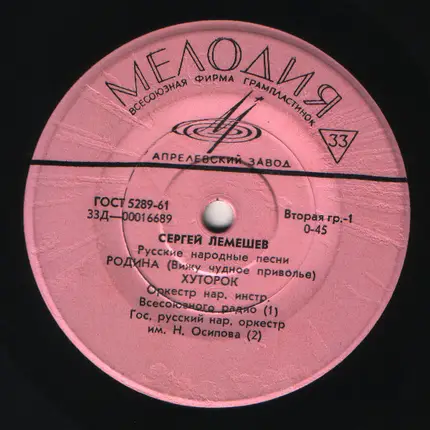 МЕЛОДИЯ
ВСЕСОЮЗНАЯ ФИРМА ГРАМПЛАСТИНОК
33
АПРЕЛЕВСКИЙ ЗАВОД
ГОСТ 5289-61
33Д—00016689
Вторая гр.-1
0-45
СЕРГЕЙ ЛЕМЕШЕВ
Русские народные песни
РОДИНА (Вижу чудное приволье)
ХУТОРОК
Оркестр нар. инстр.
Всесоюзного радио (1)
Гос, русский нар, оркестр
им. Н. Осипова (2)